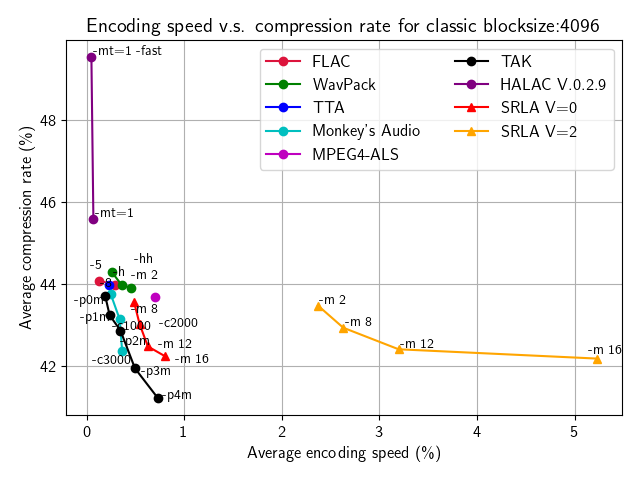 Encoding speed v.s. compression rate for classic blocksize:4096
Average compression rate (%)
48
46
44
42
-mt=1 -fast
-mt=1
FLAC
WavPack
TTA
Monkey's Audio
MPEG4-ALS
TAK
HALAC V.0.2.9
SRLA V=0
SRLA V=2
-hh
-5
-h
-m 2
-p0m
-m 8
-p1m
-c2000
-p2m
-m 12
-c3000
-m 16
-p3m
-p4m
-m 2
-m 8
-m 12
-m 16
0
1
2
3
4
5
Average encoding speed (%)